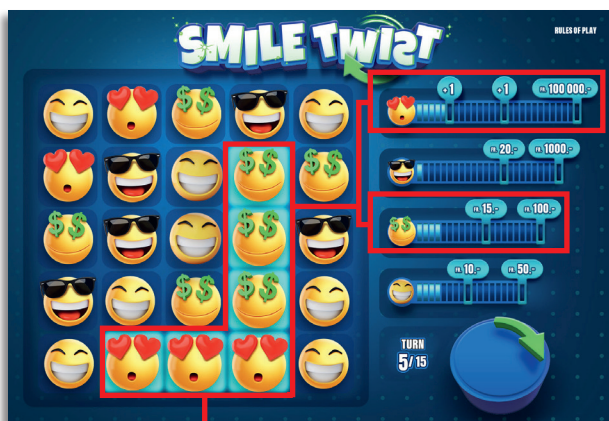 SMILE TWIST
RULES OF PLAY
+1 +1 FR. 100 000.-
FR. 20.- FR. 1000.-
FR. 15.- FR. 100.-
FR. 10.- FR. 50.-
TURN
5/15